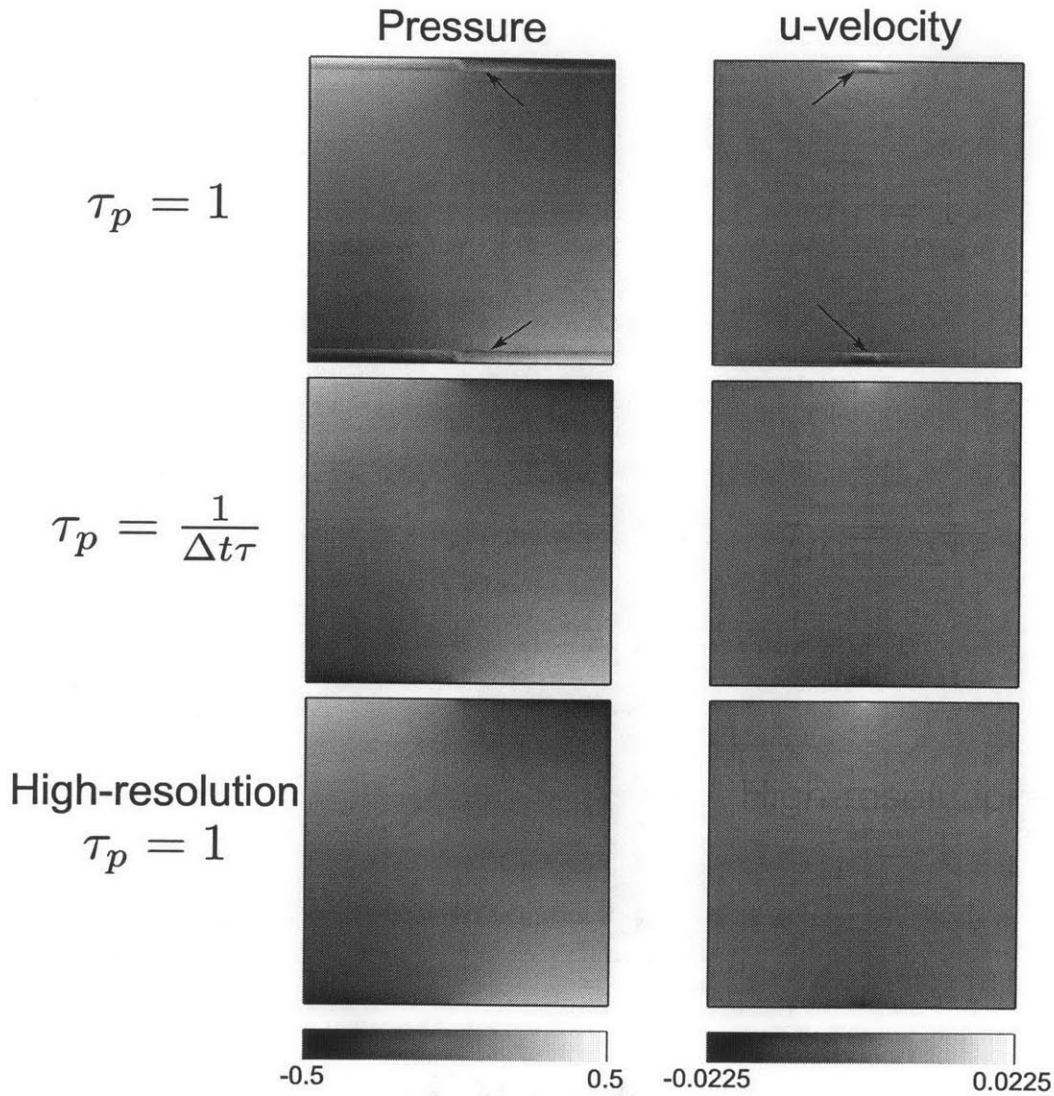 Pressure u-velocity
τ_p = 1
τ_p = 1/Δtτ
High-resolution
τ_p = 1
-0.5 0.5 -0.0225 0.0225